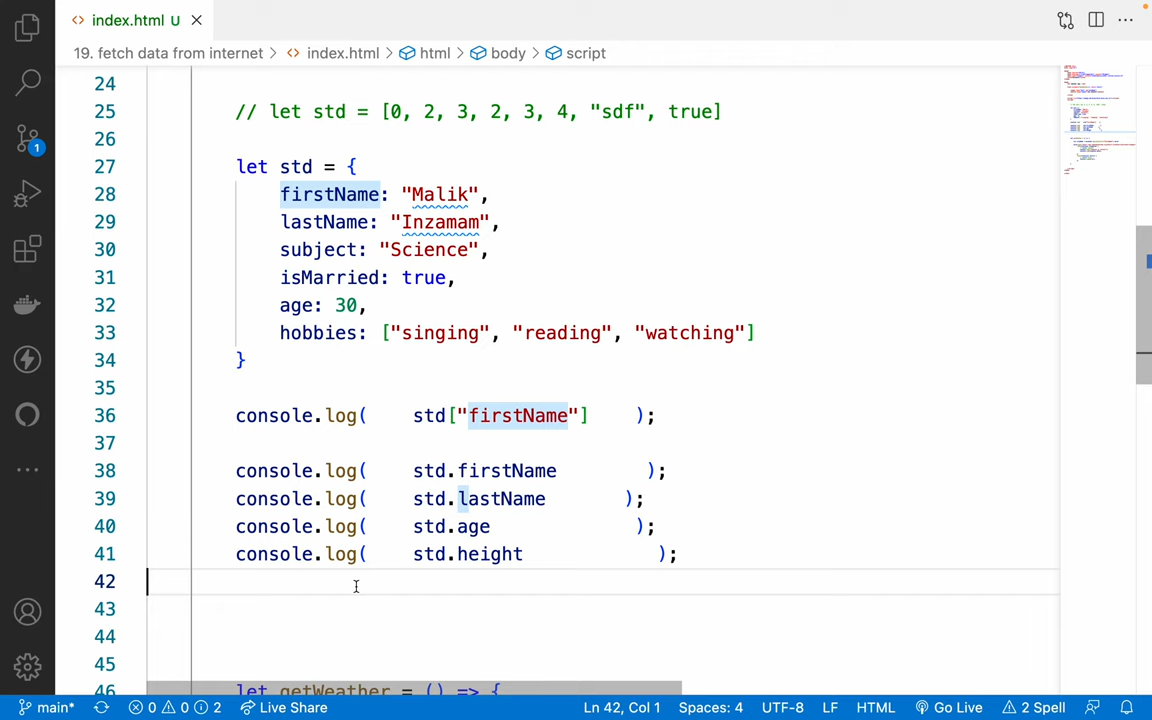 index.html U
19. fetch data from internet > index.html > html > body > script
24
25 // let std = [0, 2, 3, 2, 3, 4, "sdf", true]
26
27 let std = {
28 firstName: "Malik",
29 lastName: "Inzamam",
30 subject: "Science",
31 isMarried: true,
32 age: 30,
33 hobbies: ["singing", "reading", "watching"]
34 }
35
36 console.log( std["firstName"] );
37
38 console.log( std.firstName );
39 console.log( std.lastName );
40 console.log( std.age );
41 console.log( std.height );
42
43
44
45
46 let getWeather = () => {
1
main* 0 0 2 Live Share Ln 42, Col 1 Spaces: 4 UTF-8 LF HTML Go Live 2 Spell